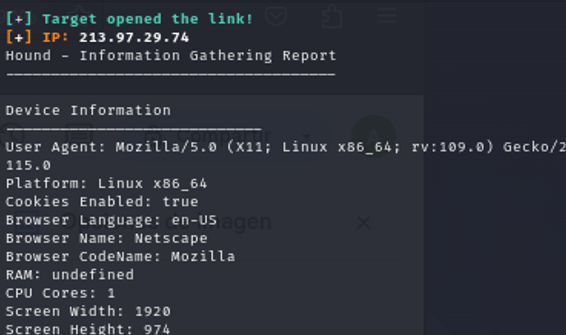 [+] Target opened the link!
[+] IP: 213.97.29.74
Hound - Information Gathering Report
Device Information
User Agent: Mozilla/5.0 (X11; Linux x86_64; rv:109.0) Gecko/2
115.0
Platform: Linux x86_64
Cookies Enabled: true
Browser Language: en-US
Browser Name: Netscape
Browser CodeName: Mozilla
RAM: undefined
CPU Cores: 1
Screen Width: 1920
Screen Height: 974